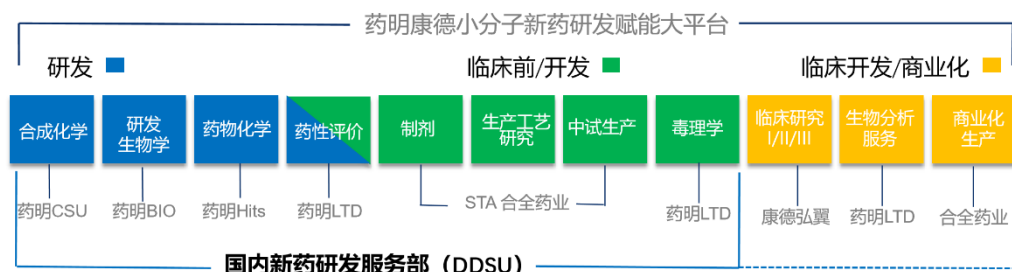 药明康德小分子新药研发赋能大平台
研发
临床前/开发
临床开发/商业化
合成化学
研发
生物学
药物化学
药性评价
制剂
生产工艺
研究
中试生产
毒理学
临床研究
I/II/III
生物分析
服务
商业化
生产
药明CSU
药明BIO
药明Hits
药明LTD
STA 合全药业
药明LTD
康德弘翼
药明LTD
合全药业
国内新药研发服务部（DDSU）